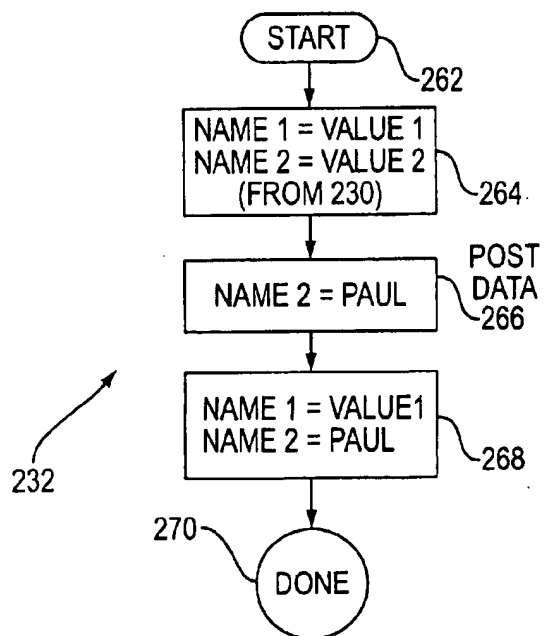 START
262
NAME 1 = VALUE 1
NAME 2 = VALUE 2
(FROM 230)
264
POST
DATA
266
NAME 2 = PAUL
NAME 1 = VALUE1
NAME 2 = PAUL
268
232
270
DONE